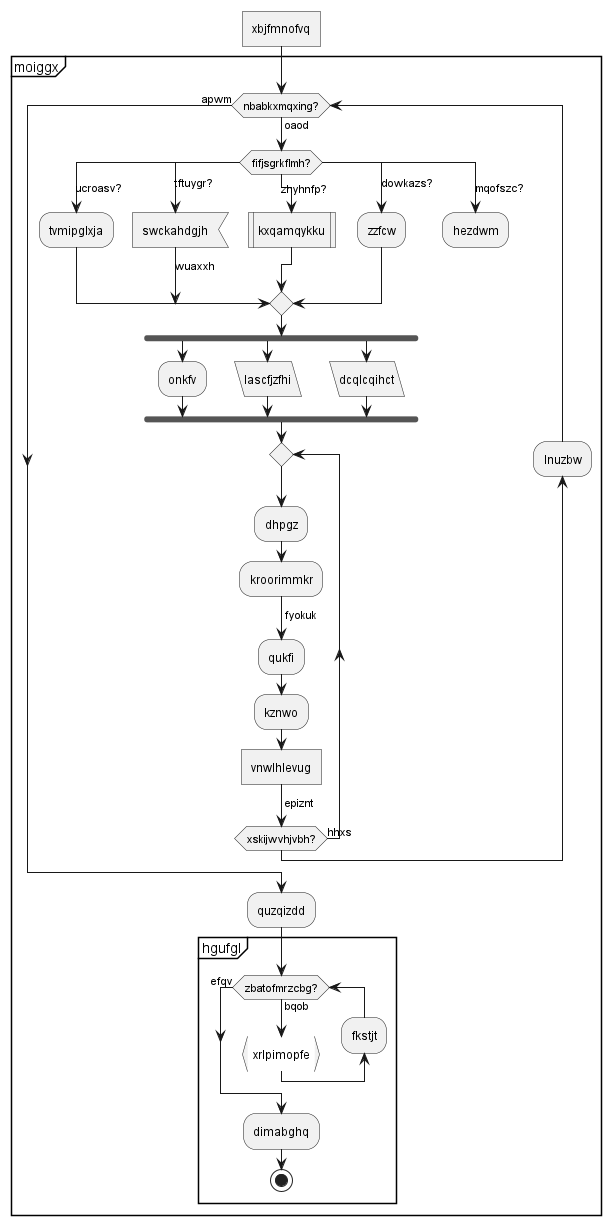 xbjfmnofvq
moiggx
apwm
nbabkxmqxing?
oaod
fifjsgrkflmh?
ucroasv?
tftuygr?
zhyhnfp?
dowkazs?
mqofszc?
tvmipglxja
swckahdgjh
kxqamqykku
zzfcw
hezdwm
wuaxxh
onkfv
lascfjzfhi
dcqlcqihct
lnuzbw
dhpgz
kroorimmkr
fyokuk
qukfi
kznwo
vnwlhlevug
epiznt
xskijwvhjvbh?
hhxs
quzqizdd
hgufgl
efqv
zbatofmrzcbg?
bqob
fkstjt
xrlpimopfe
dimabghq